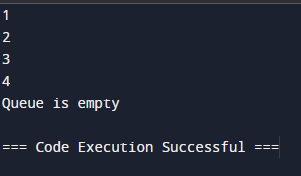 1
2
3
4
Queue is empty
=== Code Execution Successful ===